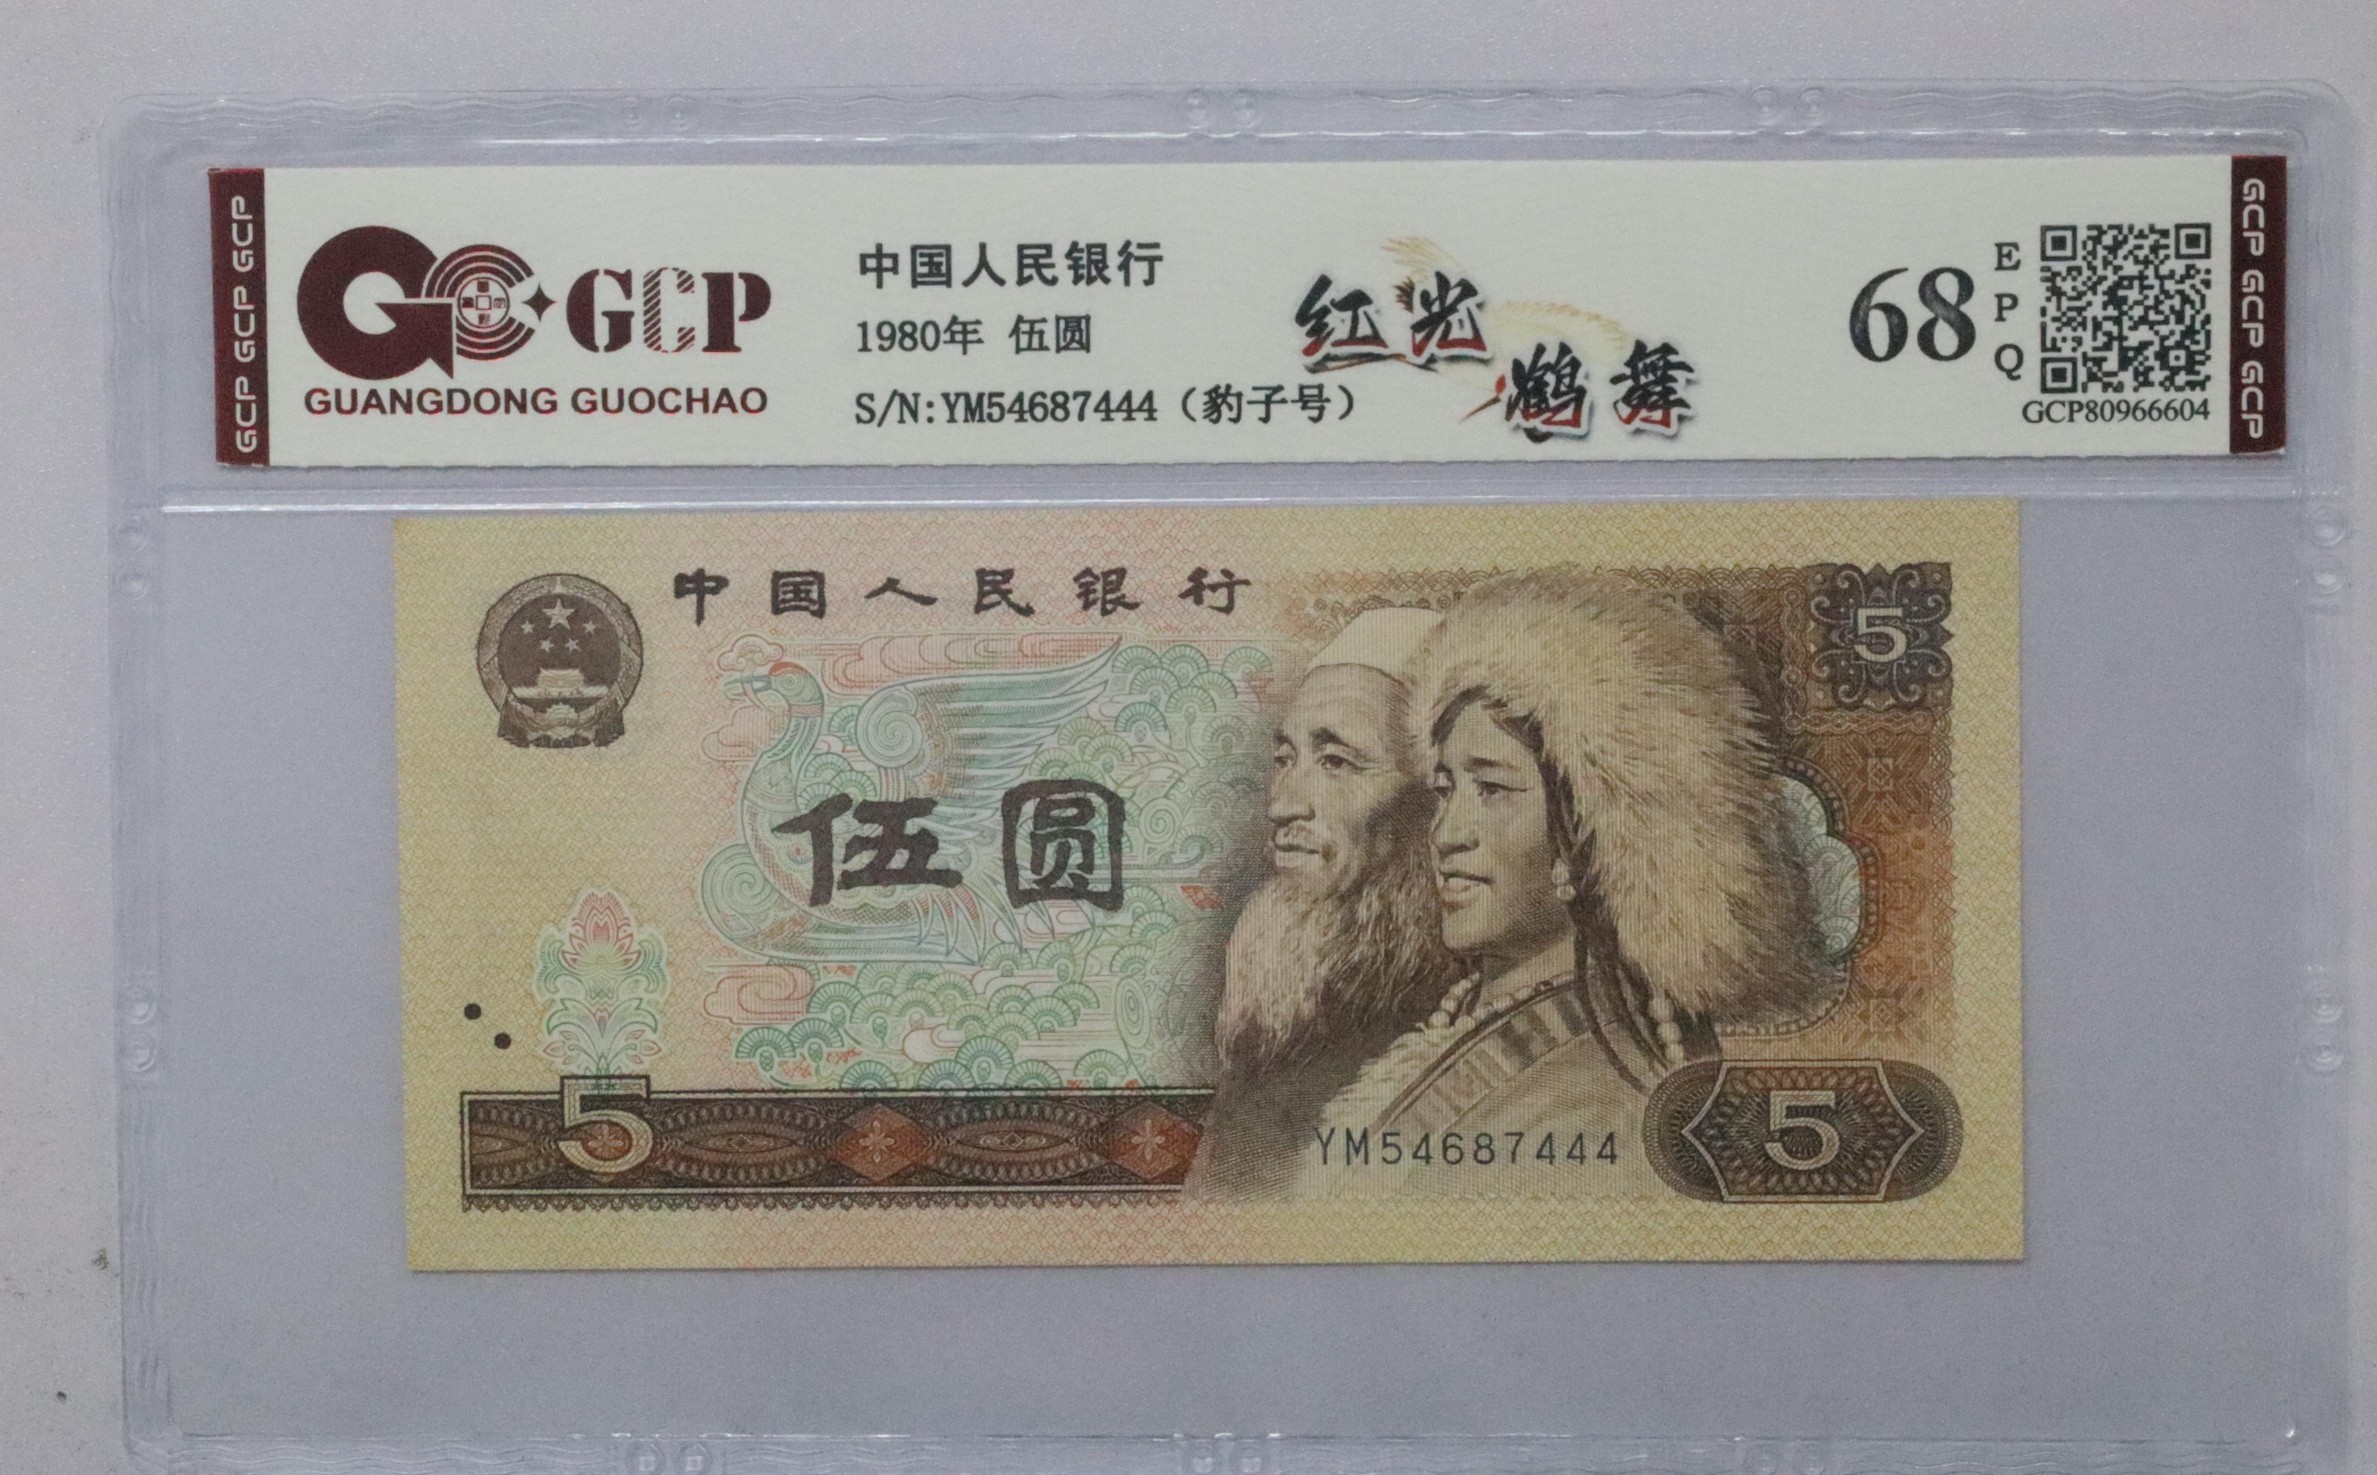 GCP GCP GCP
GCP
GUANGDONG GUOCHAO
中国人民银行
1980年 伍圆
S/N:YM54687444（豹子号）
红光
鹤舞
68
EPQ
GCP80966604
GCP GCP GCP
中国人民银行
5
伍圆
5
YM54687444
5